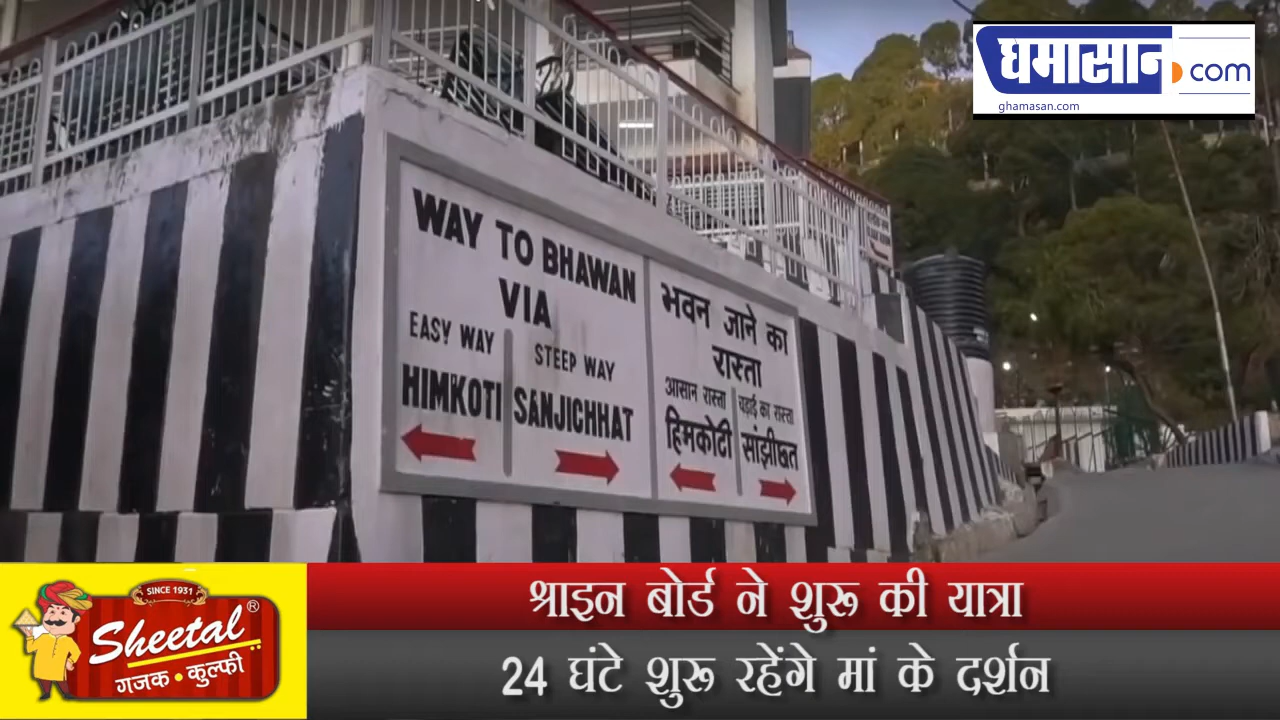 घमासान.com
ghamasan.com
WAY TO BHAWAN
VIA
EASY WAY
STEEP WAY
HIMKOTI
SANJICHHAT
भवन जाने का
रास्ता
आसान रास्ता
चढ़ाई का रास्ता
हिमकोटी
सांझीछत
SINCE 1931
Sheetal®
गजक • कुल्फी
श्राइन बोर्ड ने शुरू की यात्रा
24 घंटे शुरू रहेंगे मां के दर्शन